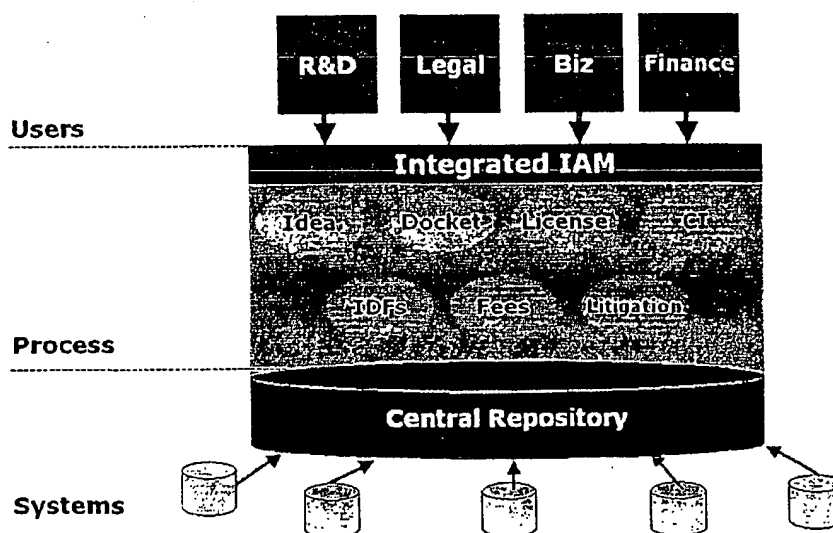 R&D Legal Biz Finance
Users
Integrated IAM
Idea Docket License CI
IDFs Fees Litigation
Process
Central Repository
Systems